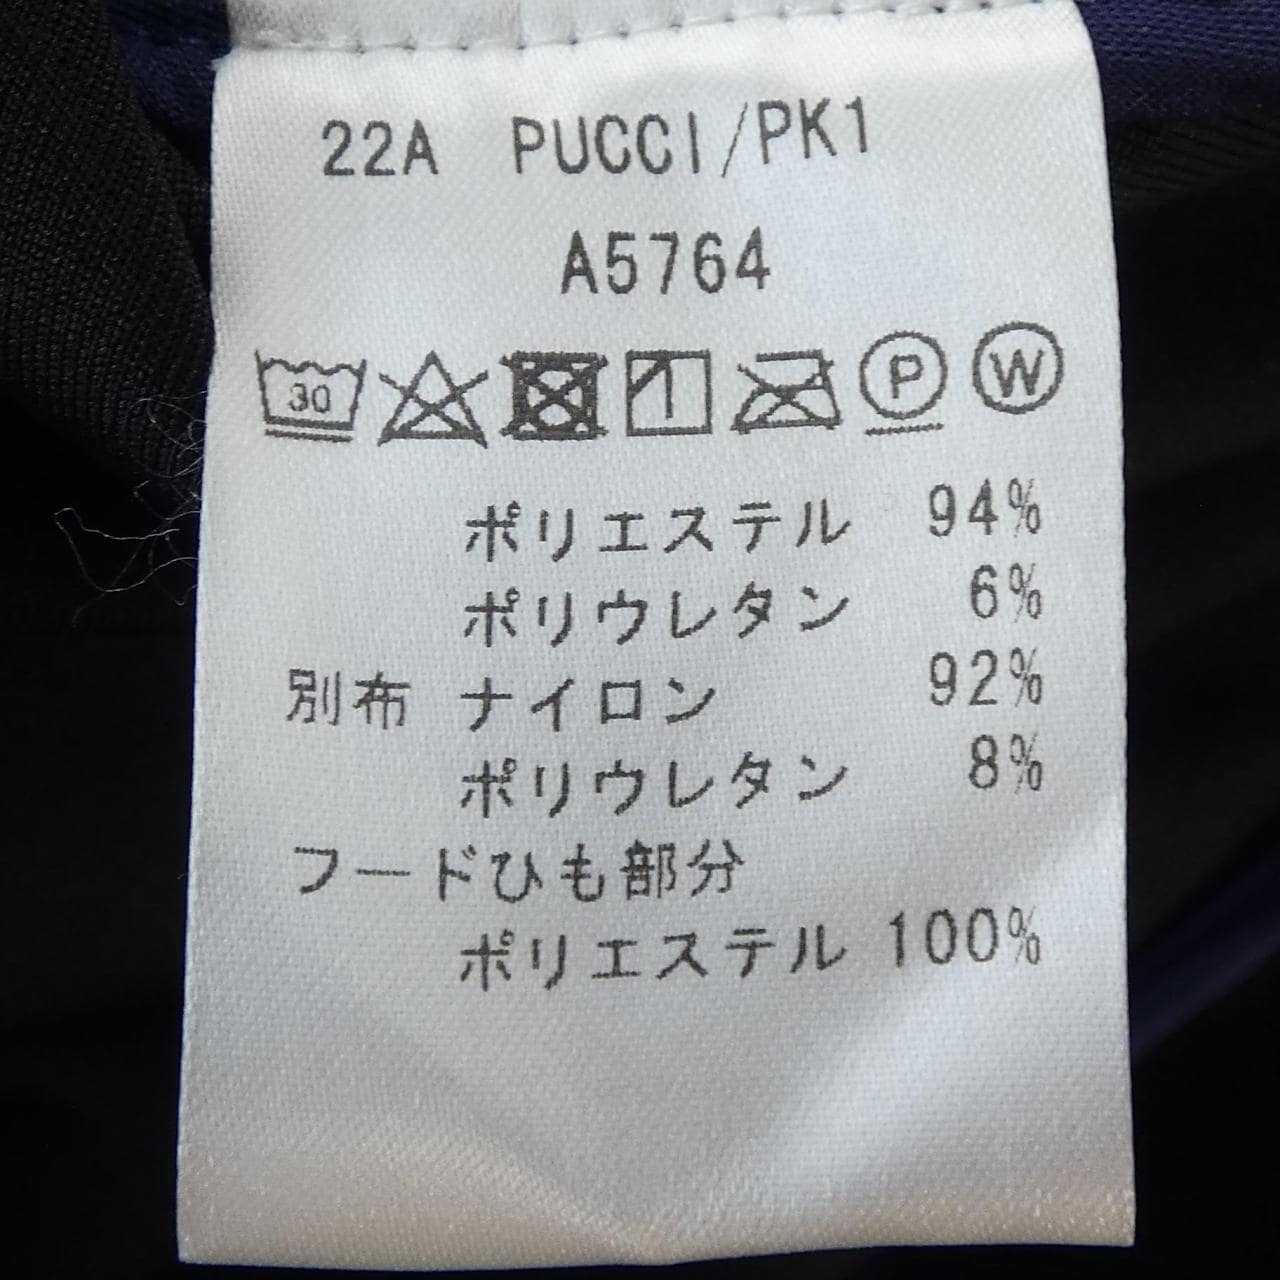 22A PUCCI/PK1
A5764
30 P W
ポリエステル 94%
ポリウレタン 6%
別布 ナイロン 92%
ポリウレタン 8%
フードひも部分
ポリエステル 100%